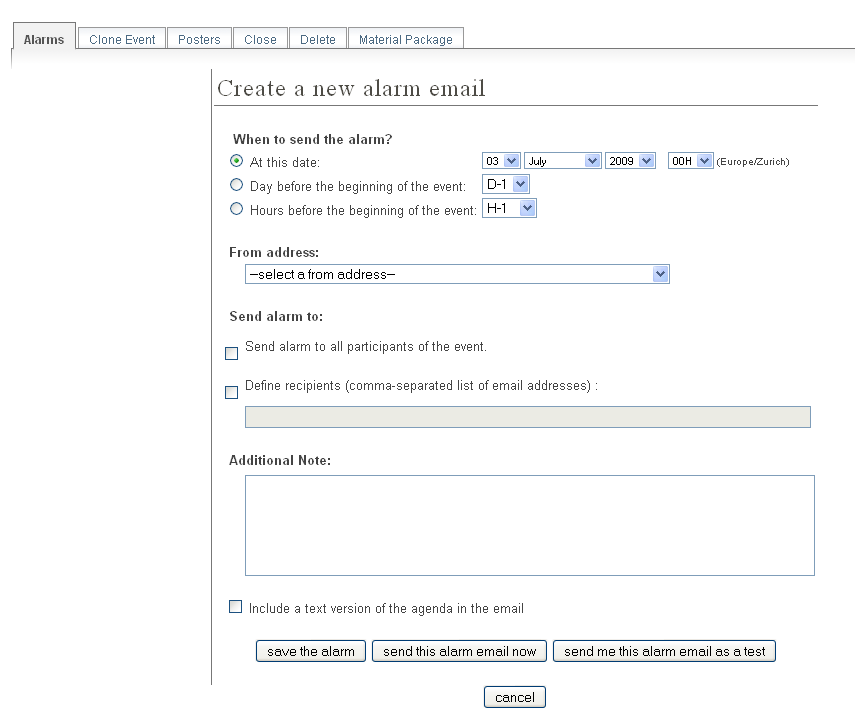 Alarms Clone Event Posters Close Delete Material Package
Create a new alarm email
When to send the alarm?
At this date: 03 July 2009 00H (Europe/Zurich)
Day before the beginning of the event: D-1
Hours before the beginning of the event: H-1
From address:
--select a from address--
Send alarm to:
Send alarm to all participants of the event.
Define recipients (comma-separated list of email addresses) :
Additional Note:
Include a text version of the agenda in the email
save the alarm send this alarm email now send me this alarm email as a test
cancel